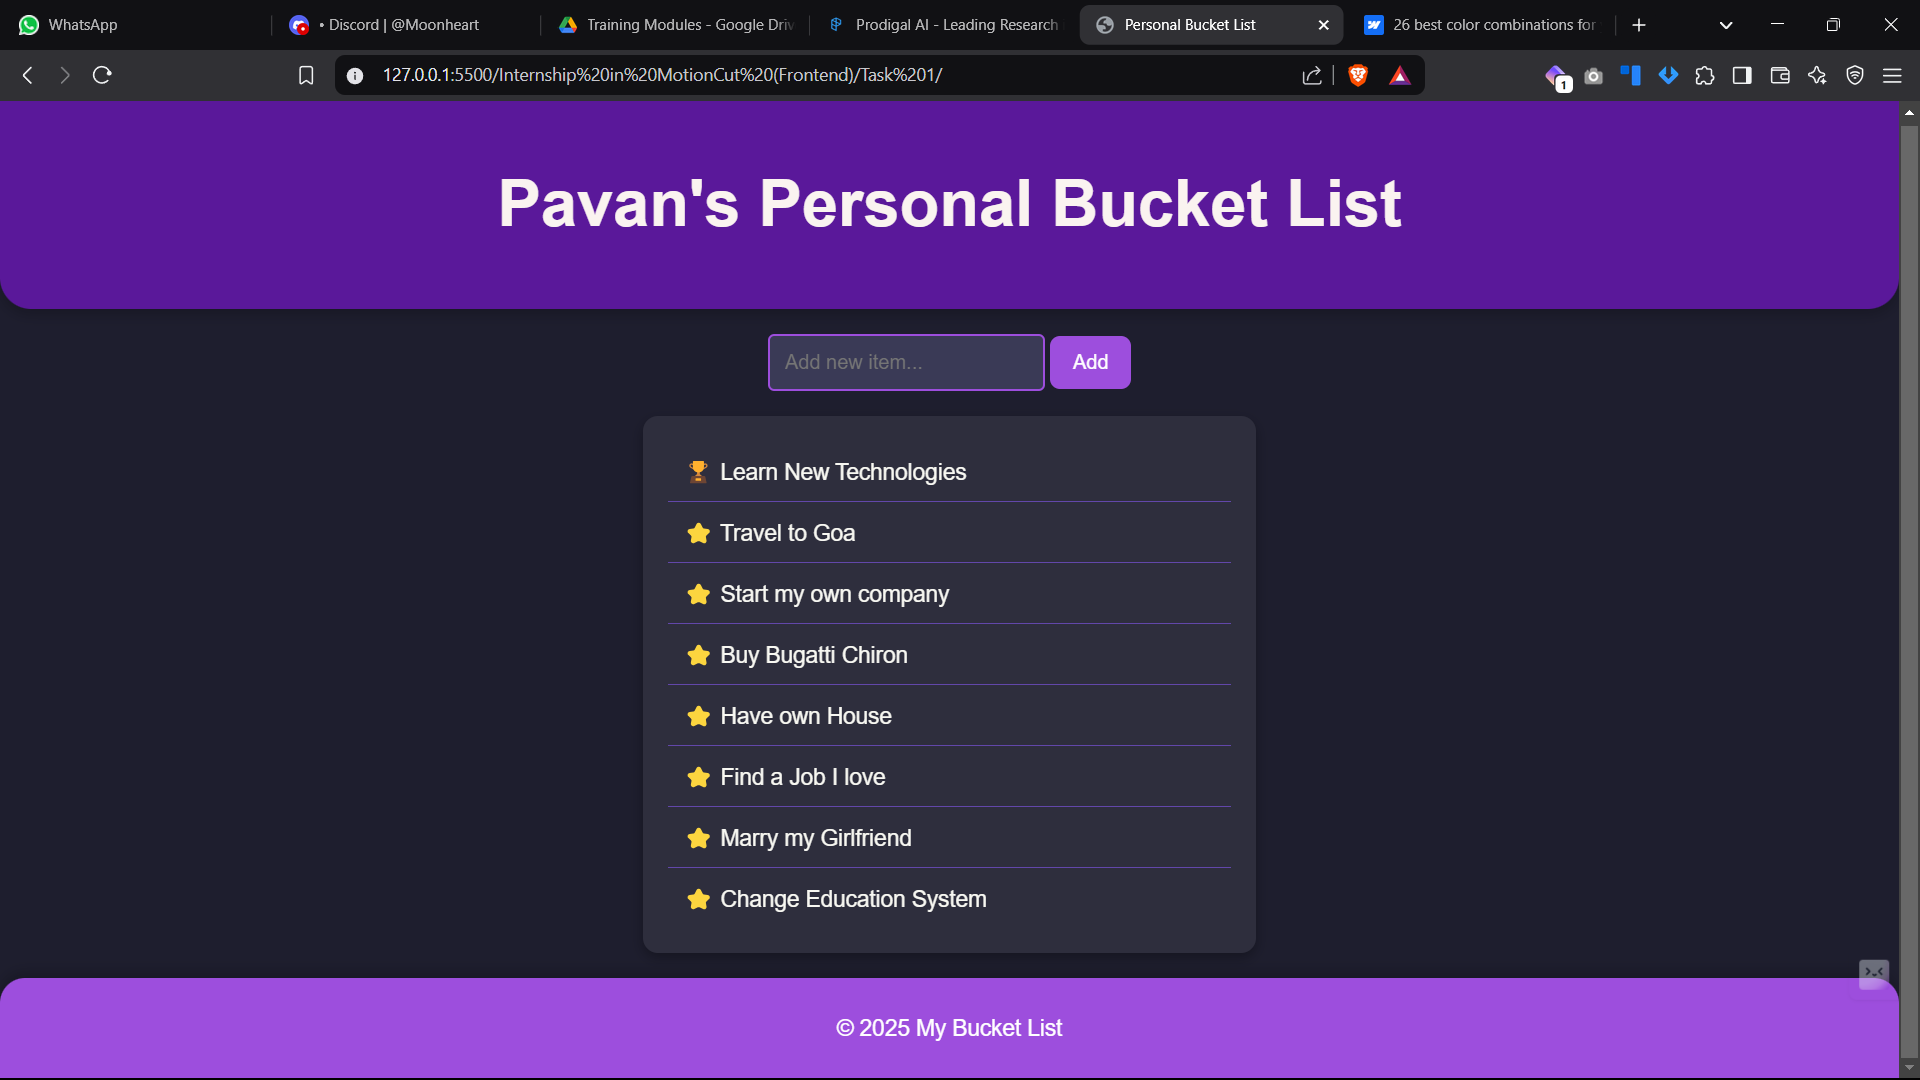 WhatsApp
• Discord | @Moonheart
Training Modules - Google Driv
Prodigal AI - Leading Research
Personal Bucket List
26 best color combinations for
127.0.0.1:5500/Internship%20in%20MotionCut%20(Frontend)/Task%201/
1
Pavan's Personal Bucket List
Add new item...
Add
Learn New Technologies
Travel to Goa
Start my own company
Buy Bugatti Chiron
Have own House
Find a Job I love
Marry my Girlfriend
Change Education System
© 2025 My Bucket List